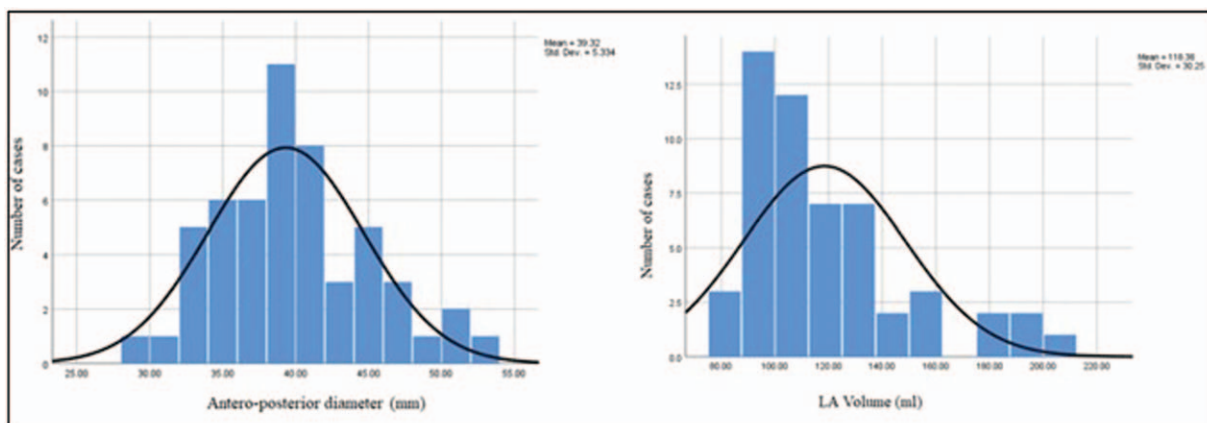 12
10
8
6
4
2
0
Number of cases
25.00 30.00 35.00 40.00 45.00 50.00 55.00
Antero-posterior diameter (mm)
Mean = 39.32
Std. Dev. = 5.334
12.5
10.0
7.5
5.0
2.5
0.0
Number of cases
80.00 100.00 120.00 140.00 160.00 180.00 200.00 220.00
LA Volume (ml)
Mean = 118.38
Std. Dev. = 30.25